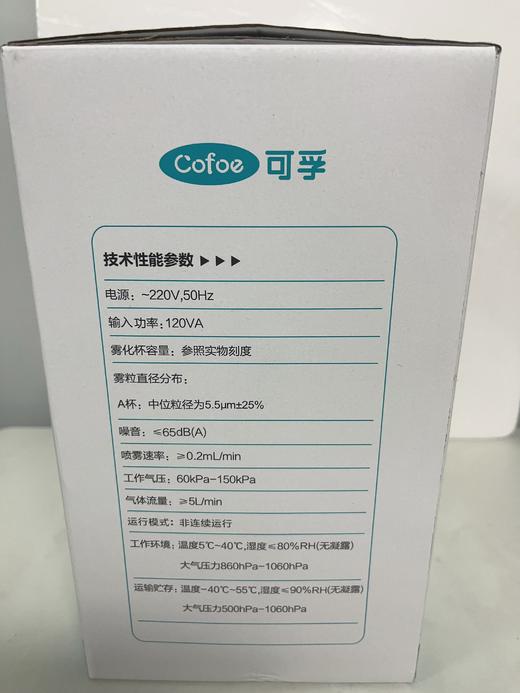 Cofoe 可孚
技术性能参数 ▶ ▶ ▶
电源：~220V,50Hz
输入功率：120VA
雾化杯容量：参照实物刻度
雾粒直径分布：
A杯：中位粒径为5.5μm±25%
噪音：≤65dB(A)
喷雾速率：≥0.2mL/min
工作气压：60kPa-150kPa
气体流量：≥5L/min
运行模式：非连续运行
工作环境：温度5℃~40℃,湿度≤80%RH(无凝露)
大气压力860hPa-1060hPa
运输贮存：温度-40℃~55℃,湿度≤90%RH(无凝露)
大气压力500hPa-1060hPa